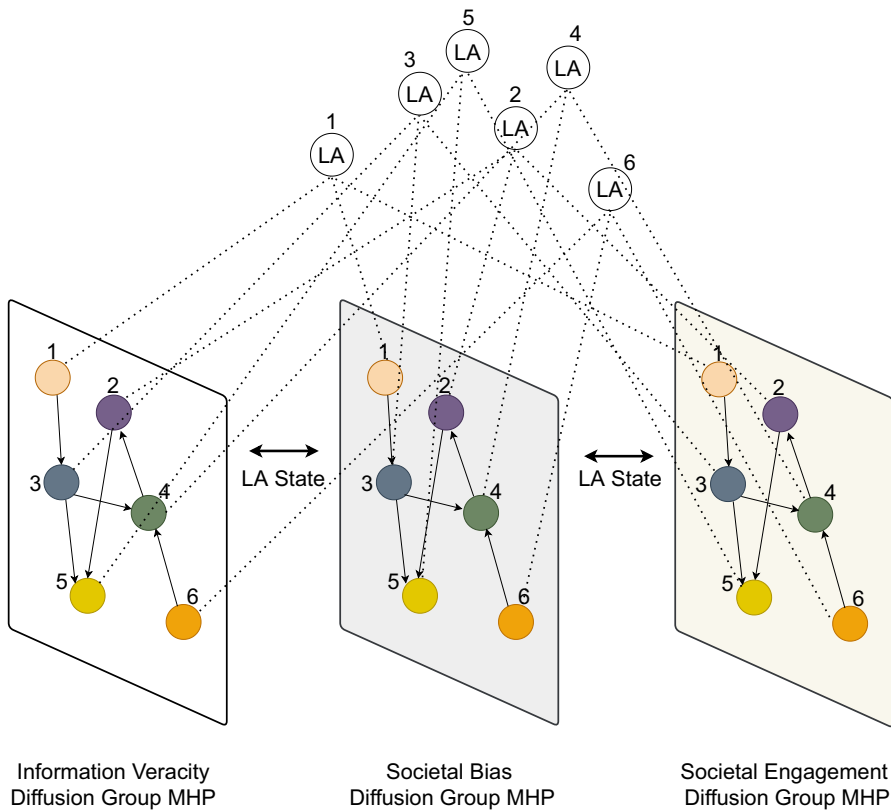 5
4
3
LA
LA
2
LA
1
LA
LA
6
LA
1
1
1
2
2
2
LA State
LA State
3
4
3
4
3
4
5
6
5
6
5
6
Information Veracity
Diffusion Group MHP
Societal Bias
Diffusion Group MHP
Societal Engagement
Diffusion Group MHP